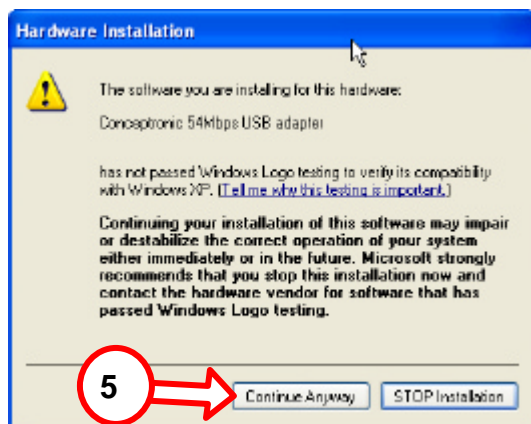 Hardware Installation
The software you are installing for this hardware:
Conceptronic 54Mbps USB adapter
has not passed Windows Logo testing to verify its compatibility
with Windows XP. (Tell me why this testing is important.)
Continuing your installation of this software may impair
or destabilize the correct operation of your system
either immediately or in the future. Microsoft strongly
recommends that you stop this installation now and
contact the hardware vendor for software that has
passed Windows Logo testing.
5
Continue Anyway
STOP Installation